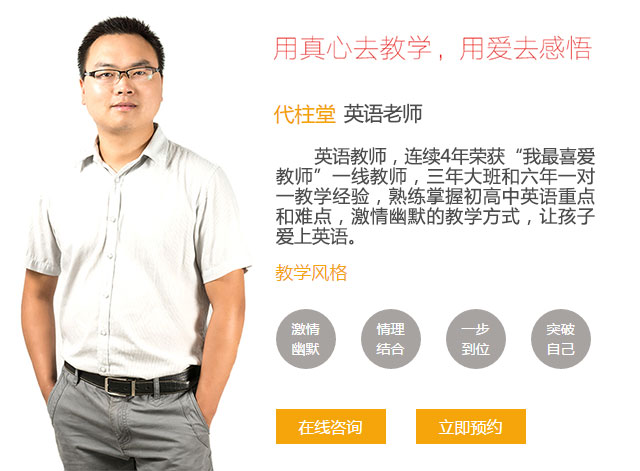 用真心去教学，用爱去感悟
代柱堂 英语老师
英语教师，连续4年荣获“我最喜爱
教师”一线教师，三年大班和六年一对
一教学经验，熟练掌握初高中英语重点
和难点，激情幽默的教学方式，让孩子
爱上英语。
教学风格
激情
幽默
情理
结合
一步
到位
突破
自己
在线咨询
立即预约